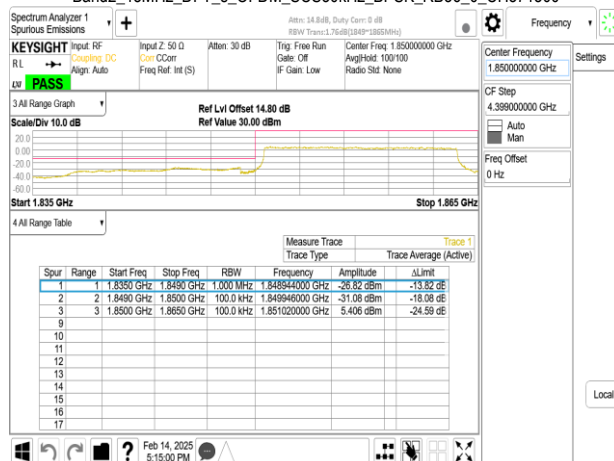 Spectrum Analyzer 1
Spurious Emissions
Attn: 14.8dB, Duty Corr: 0 dB
RBW Tranc:1.76dB(1849~1865MHz)
Frequency
KEYSIGHT
Input: RF
Coupling: DC
Align: Auto
Input Z: 50 Ω
Corr CCorr
Freq Ref: Int (S)
Atten: 30 dB
Trig: Free Run
Gate: Off
IF Gain: Low
Center Freq: 1.850000000 GHz
Avg|Hold: 100/100
Radio Std: None
RL
LXI PASS
Center Frequency
1.850000000 GHz
Settings
CF Step
4.399000000 GHz
Auto
Man
Freq Offset
0 Hz
Local
3 All Range Graph
Scale/Div 10.0 dB
Ref Lvl Offset 14.80 dB
Ref Value 30.00 dBm
20.0
0.00
-20.0
-40.0
-60.0
Start 1.835 GHz
Stop 1.865 GHz
4 All Range Table
Measure Trace Trace 1
Trace Type Trace Average (Active)
Spur Range Start Freq Stop Freq RBW Frequency Amplitude ΔLimit
1 1 1.8350 GHz 1.8490 GHz 1.000 MHz 1.848944000 GHz -26.82 dBm -13.82 dB
2 2 1.8490 GHz 1.8500 GHz 100.0 kHz 1.849946000 GHz -31.08 dBm -18.08 dB
3 3 1.8500 GHz 1.8650 GHz 100.0 kHz 1.851020000 GHz 5.406 dBm -24.59 dB
9
10
11
12
13
14
15
16
17
?
Feb 14, 2025
5:15:00 PM